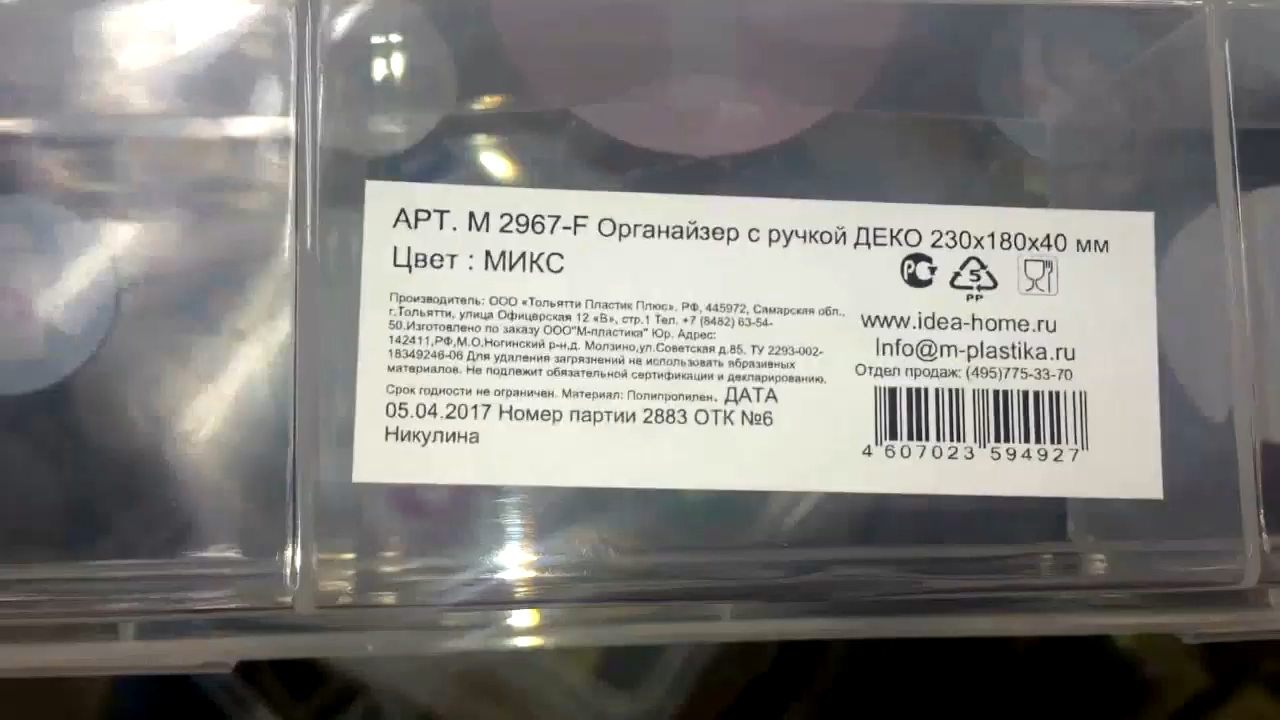 АРТ. М 2967-F Органайзер с ручкой ДЕКО 230x180x40 мм
Цвет : МИКС
Производитель: ООО «Тольятти Пластик Плюс». РФ, 445972, Самарская обл.,
г.Тольятти, улица Офицерская 12 «В», стр.1 Тел. +7 (8482) 63-54-
50.Изготовлено по заказу ООО"М-пластика" Юр. Адрес:
142411,РФ,М.О.Ногинский р-н,д. Молзино,ул.Советская д.85. ТУ 2293-002-
18349246-06 Для удаления загрязнений не использовать абразивных
материалов. Не подлежит обязательной сертификации и декларированию.
Срок годности не ограничен. Материал: Полипропилен. ДАТА
05.04.2017 Номер партии 2883 ОТК №6
Никулина
РС
5
PP
www.idea-home.ru
Info@m-plastika.ru
Отдел продаж: (495)775-33-70
4 607023 594927